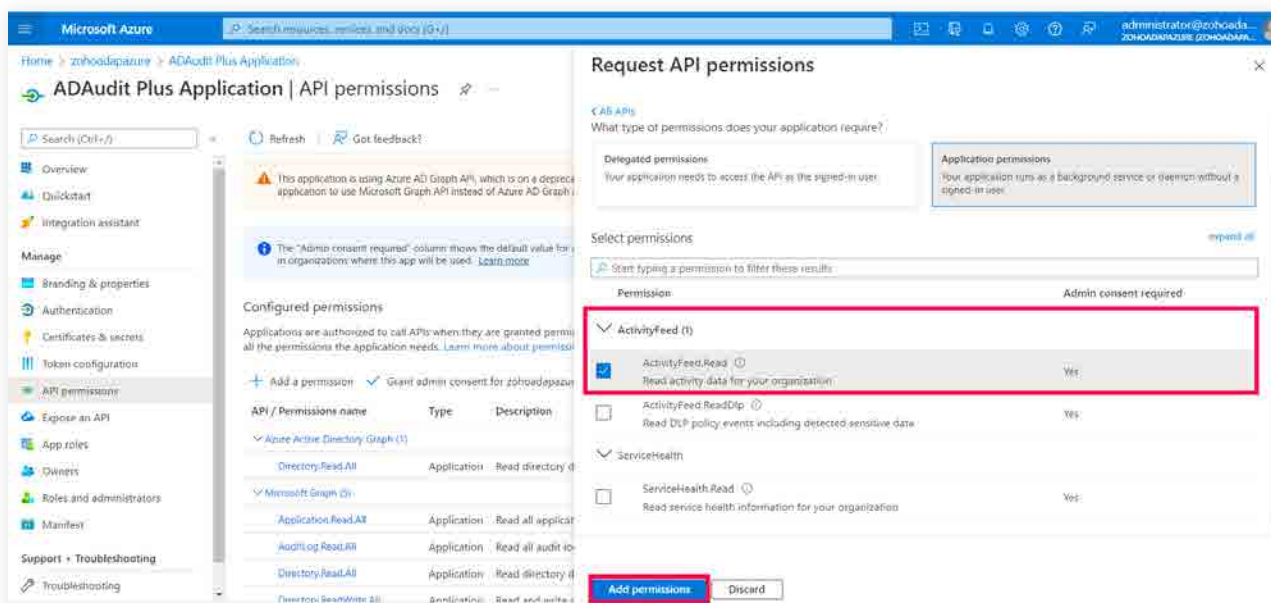 Microsoft Azure
Search resources, services, and docs (G+/)
administrator@zohoada...
ZOHOADAPAZURE (ZOHOADAPA...
Home > zohoadapazure > ADAudit Plus Application
ADAudit Plus Application | API permissions
Search (Ctrl+/)
Overview
Quickstart
Integration assistant
Manage
Branding & properties
Authentication
Certificates & secrets
Token configuration
API permissions
Expose an API
App roles
Owners
Roles and administrators
Manifest
Support + Troubleshooting
Troubleshooting
Refresh
Got feedback?
This application is using Azure AD Graph API, which is on a depreca
application to use Microsoft Graph API instead of Azure AD Graph
The "Admin consent required" column shows the default value for
in organizations where this app will be used. Learn more
Configured permissions
Applications are authorized to call APIs when they are granted permi
all the permissions the application needs. Learn more about permissi
Add a permission
Grant admin consent for zohoadapazur
API / Permissions name Type Description
Azure Active Directory Graph (1)
Directory.Read.All Application Read directory d
Microsoft Graph (5)
Application.Read.All Application Read all applicat
AuditLog.Read.All Application Read all audit lo
Directory.Read.All Application Read directory d
Directory.ReadWrite.All Application Read and write d
Request API permissions
All APIs
What type of permissions does your application require?
Delegated permissions
Your application needs to access the API as the signed-in user.
Application permissions
Your application runs as a background service or daemon without a
signed-in user.
Select permissions
expand all
Start typing a permission to filter these results
Permission Admin consent required
ActivityFeed (1)
ActivityFeed.Read
Read activity data for your organization
Yes
ActivityFeed.ReadDlp
Read DLP policy events including detected sensitive data
Yes
ServiceHealth
ServiceHealth.Read
Read service health information for your organization
Yes
Add permissions
Discard